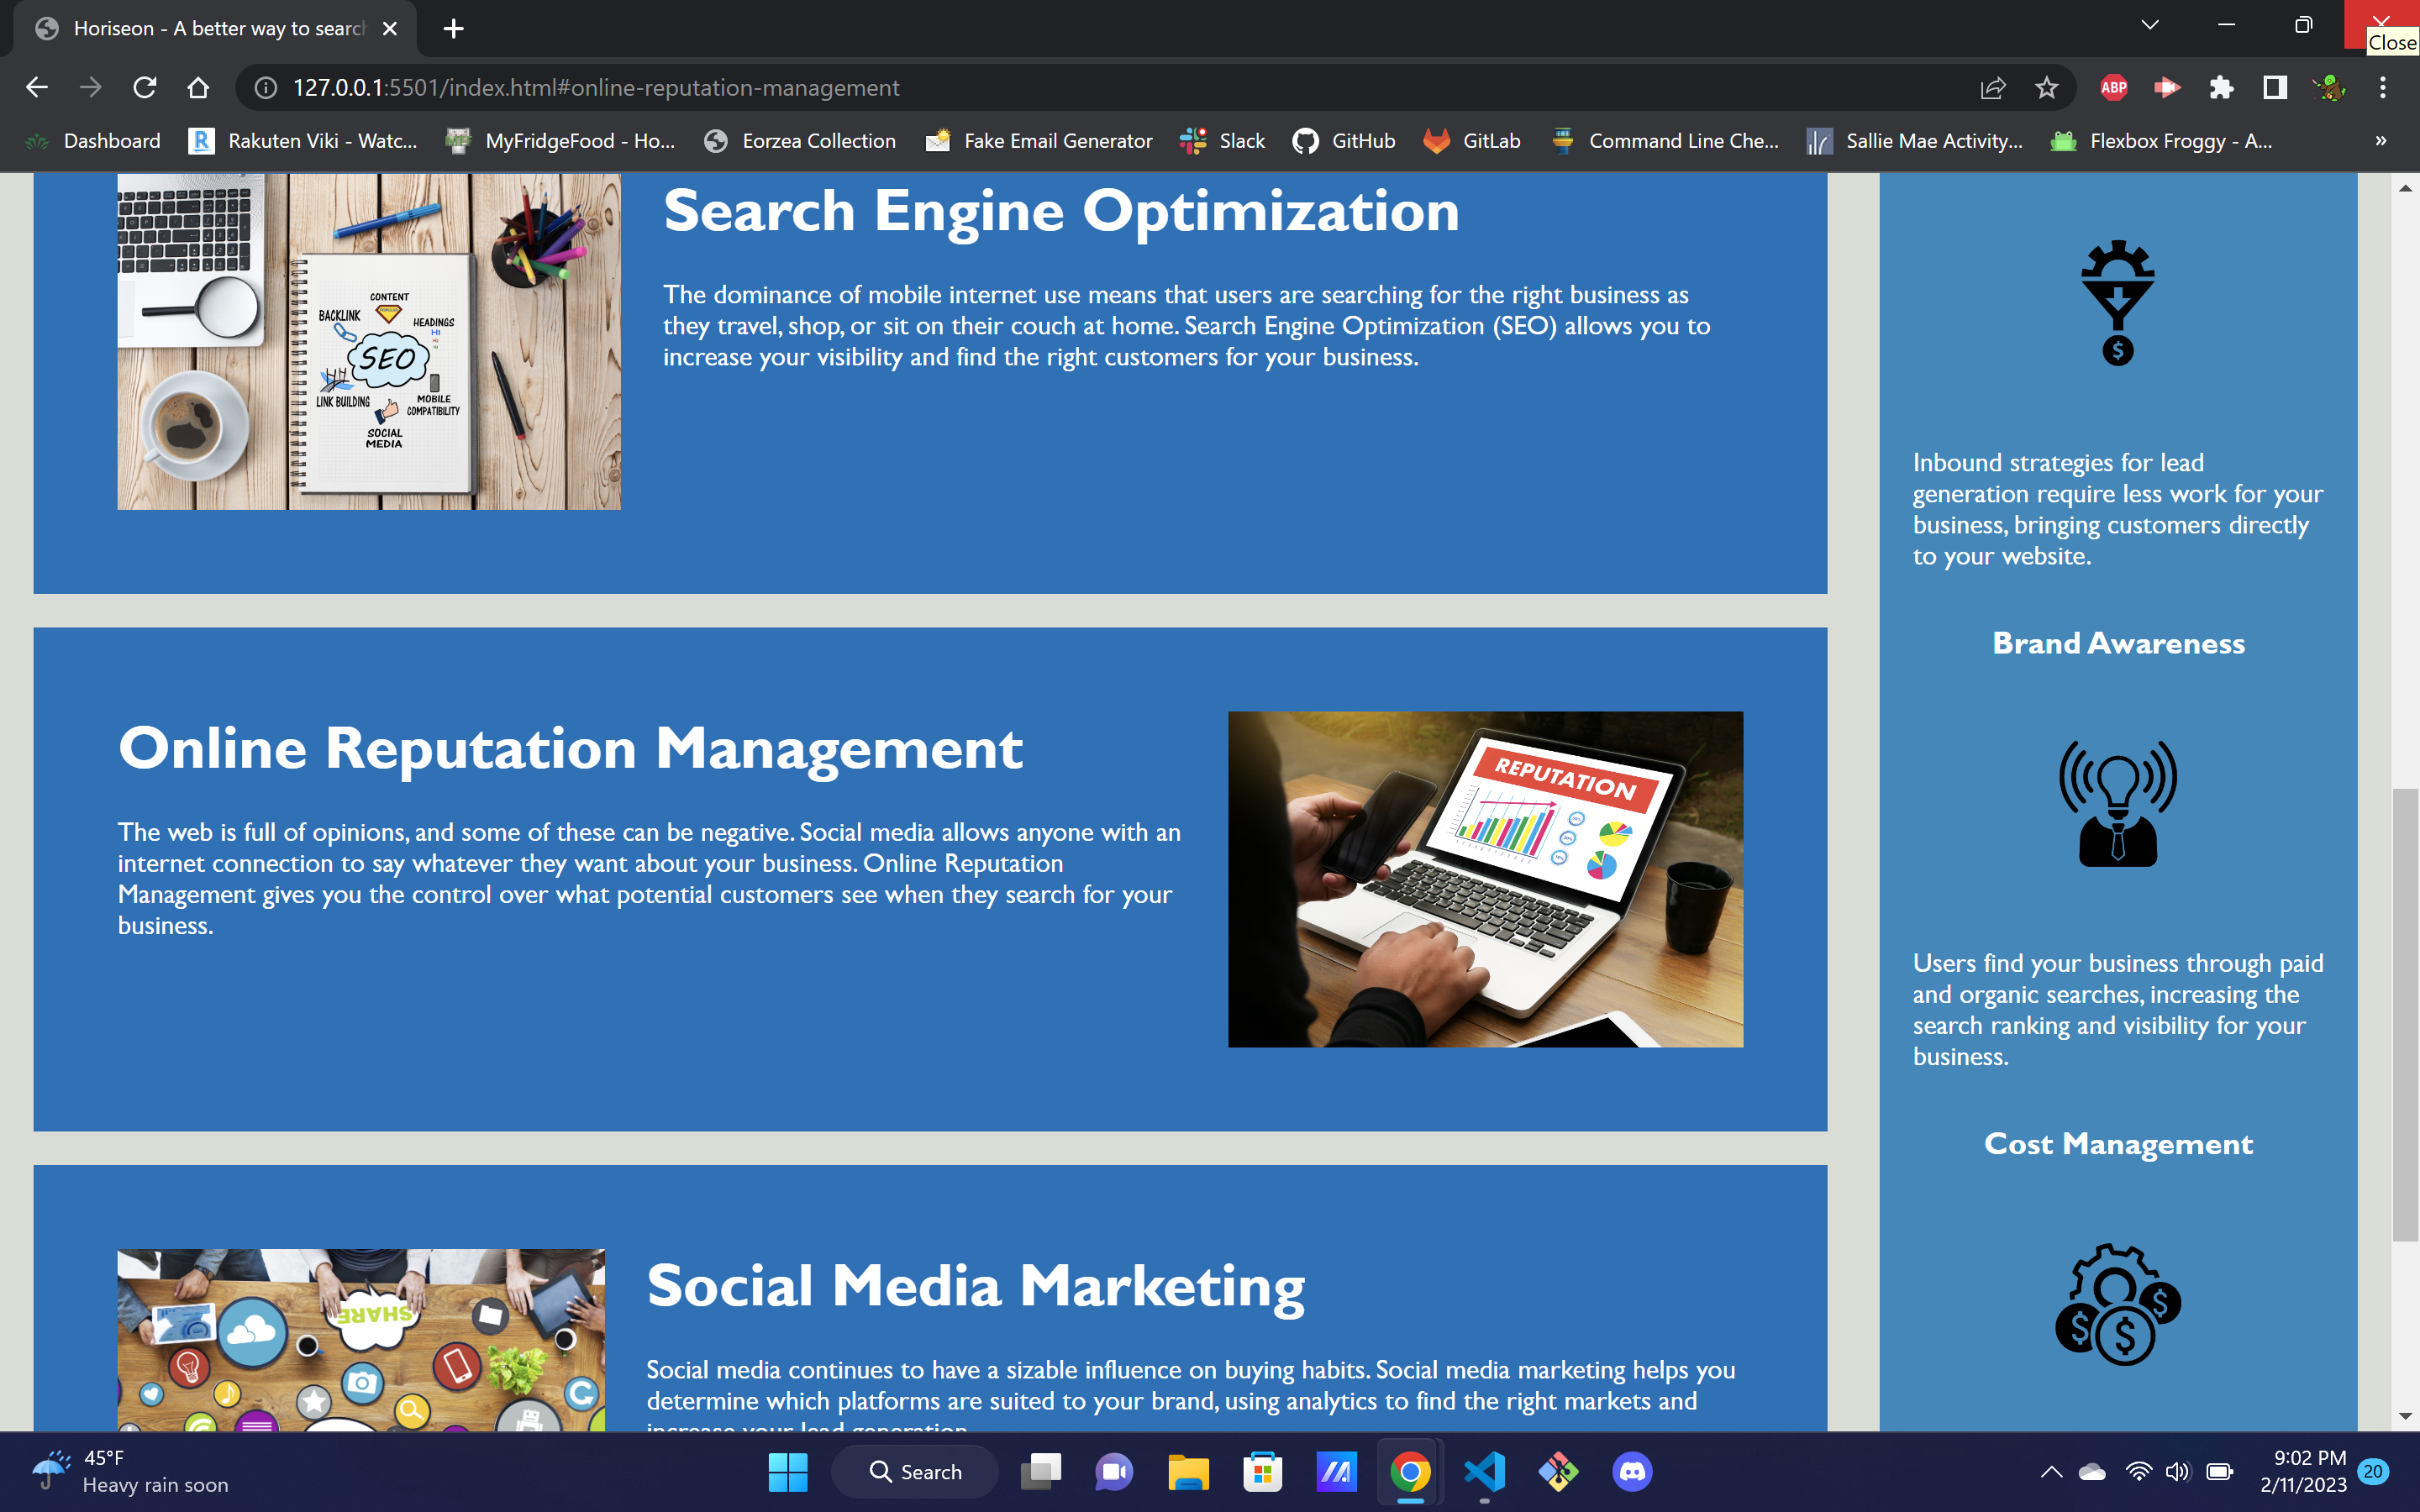 Horiseon - A better way to searc
Close
127.0.0.1:5501/index.html#online-reputation-management
ABP
Dashboard
Rakuten Viki - Watc...
MyFridgeFood - Ho...
Eorzea Collection
Fake Email Generator
Slack
GitHub
GitLab
Command Line Che...
Sallie Mae Activity...
Flexbox Froggy - A...
»
CONTENT
BACKLINK
HEADINGS
H1
SEO
LINK BUILDING
MOBILE
COMPATIBILITY
SOCIAL
MEDIA
Search Engine Optimization
The dominance of mobile internet use means that users are searching for the right business as
they travel, shop, or sit on their couch at home. Search Engine Optimization (SEO) allows you to
increase your visibility and find the right customers for your business.
Online Reputation Management
The web is full of opinions, and some of these can be negative. Social media allows anyone with an
internet connection to say whatever they want about your business. Online Reputation
Management gives you the control over what potential customers see when they search for your
business.
REPUTATION
SHARE
Social Media Marketing
Social media continues to have a sizable influence on buying habits. Social media marketing helps you
determine which platforms are suited to your brand, using analytics to find the right markets and
increase your lead generation.
$
Inbound strategies for lead
generation require less work for your
business, bringing customers directly
to your website.
Brand Awareness
Users find your business through paid
and organic searches, increasing the
search ranking and visibility for your
business.
Cost Management
$ $ $
45°F
Heavy rain soon
Search
9:02 PM
2/11/2023
20